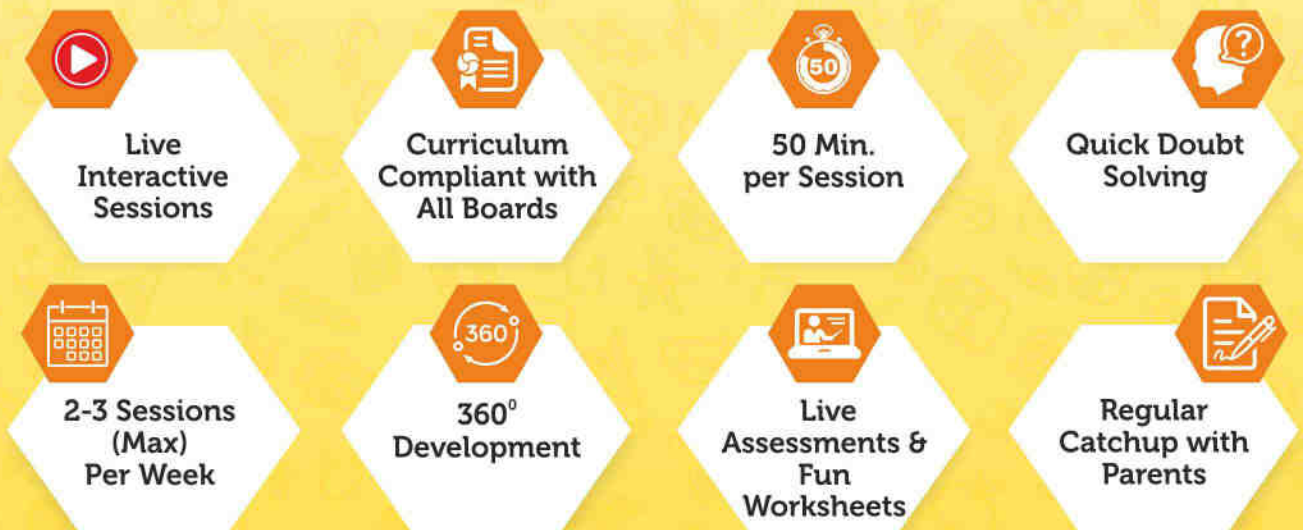 Live
Interactive
Sessions
Curriculum
Compliant with
All Boards
50
50 Min.
per Session
?
Quick Doubt
Solving
2-3 Sessions
(Max)
Per Week
360
360⁰
Development
Live
Assessments &
Fun
Worksheets
Regular
Catchup with
Parents